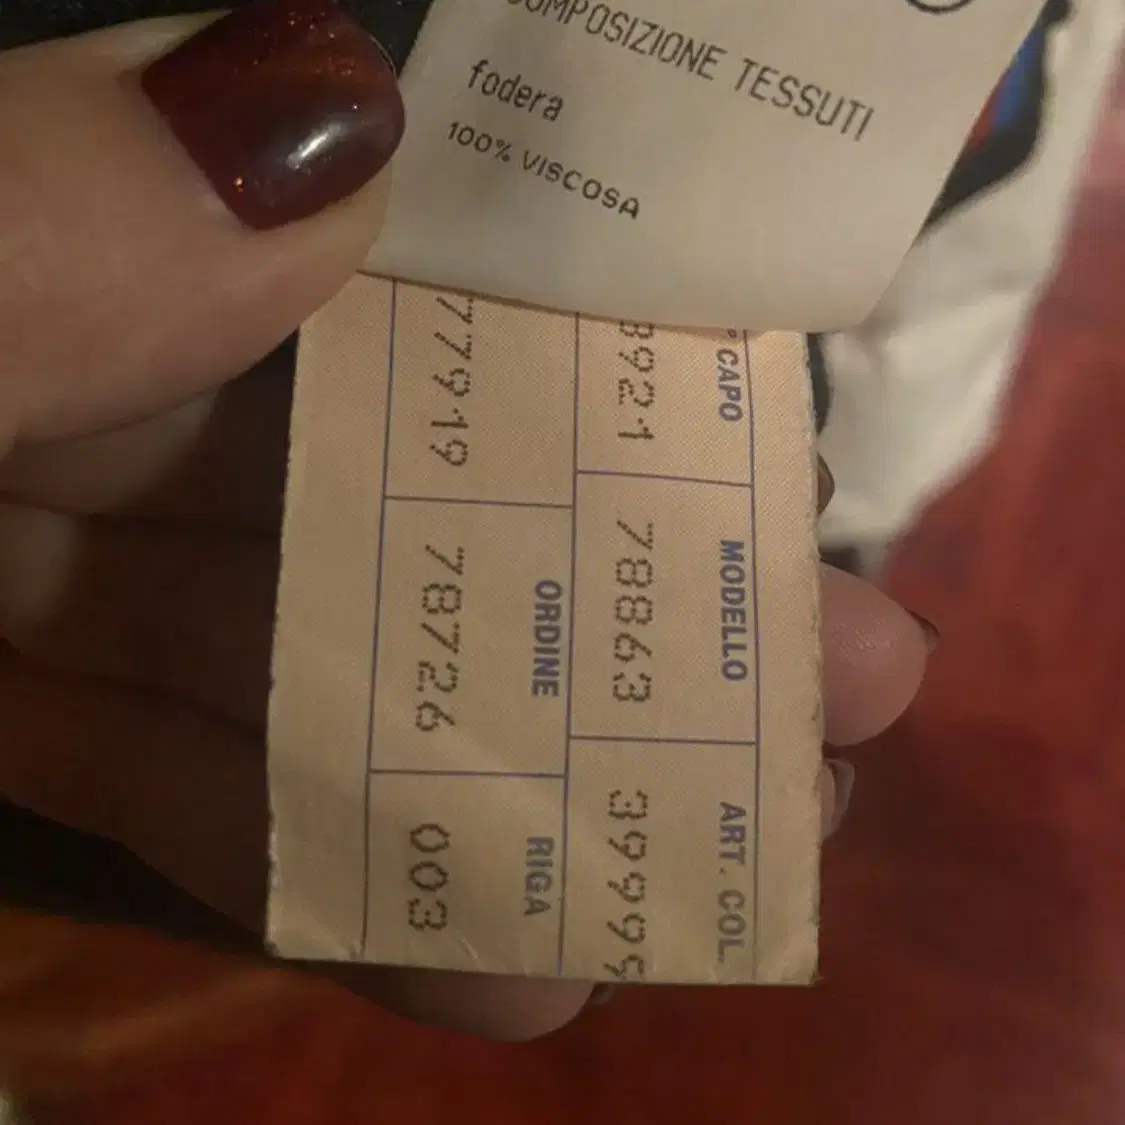 COMPOSIZIONE TESSUTI
fodera
100% VISCOSA
CAPO MODELLO ART. COL.
8921 78863 3999
ORDINE RIGA
77919 78726 003